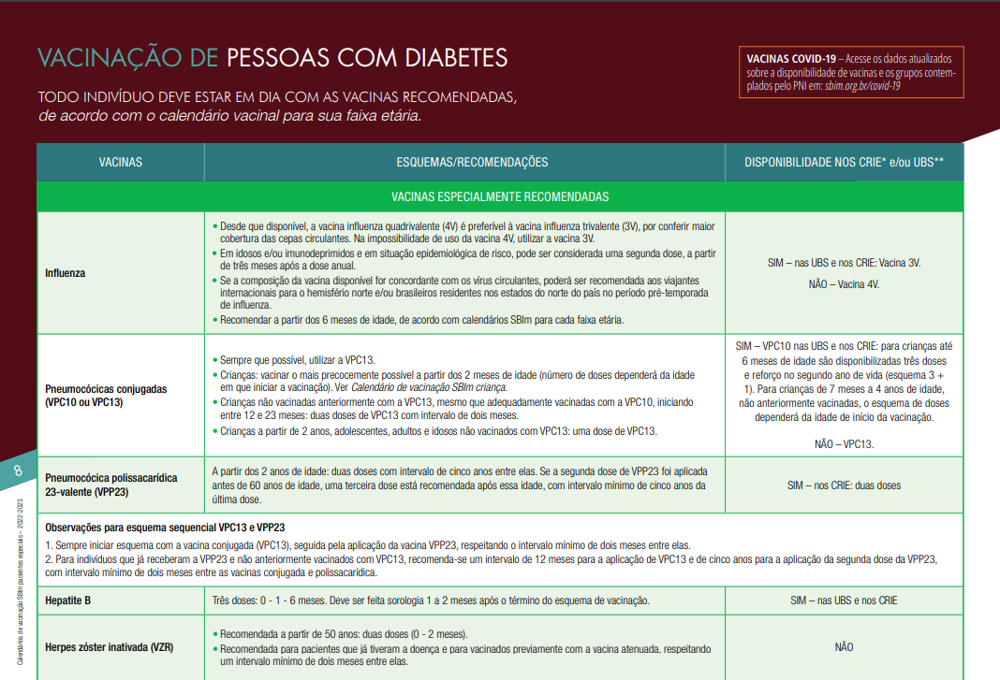 VACINAÇÃO DE PESSOAS COM DIABETES
TODO INDIVÍDUO DEVE ESTAR EM DIA COM AS VACINAS RECOMENDADAS,
de acordo com o calendário vacinal para sua faixa etária.
VACINAS COVID-19 – Acesse os dados atualizados
sobre a disponibilidade de vacinas e os grupos contem-
plados pelo PNI em: sbim.org.br/covid-19
VACINAS
ESQUEMAS/RECOMENDAÇÕES
DISPONIBILIDADE NOS CRIE* e/ou UBS**
VACINAS ESPECIALMENTE RECOMENDADAS
Influenza
• Desde que disponível, a vacina influenza quadrivalente (4V) é preferível à vacina influenza trivalente (3V), por conferir maior
cobertura das cepas circulantes. Na impossibilidade de uso da vacina 4V, utilizar a vacina 3V.
• Em idosos e/ou imunodeprimidos e em situação epidemiológica de risco, pode ser considerada uma segunda dose, a partir
de três meses após a dose anual.
• Se a composição da vacina disponível for concordante com os vírus circulantes, poderá ser recomendada aos viajantes
internacionais para o hemisfério norte e/ou brasileiros residentes nos estados do norte do país no período pré-temporada
de influenza.
• Recomendar a partir dos 6 meses de idade, de acordo com calendários SBIm para cada faixa etária.
SIM – nas UBS e nos CRIE: Vacina 3V.
NÃO – Vacina 4V.
Pneumocócicas conjugadas
(VPC10 ou VPC13)
• Sempre que possível, utilizar a VPC13.
• Crianças: vacinar o mais precocemente possível a partir dos 2 meses de idade (número de doses dependerá da idade
em que iniciar a vacinação). Ver Calendário de vacinação SBIm criança.
• Crianças não vacinadas anteriormente com a VPC13, mesmo que adequadamente vacinadas com a VPC10, iniciando
entre 12 e 23 meses: duas doses de VPC13 com intervalo de dois meses.
• Crianças a partir de 2 anos, adolescentes, adultos e idosos não vacinados com VPC13: uma dose de VPC13.
SIM – VPC10 nas UBS e nos CRIE: para crianças até
6 meses de idade são disponibilizadas três doses
e reforço no segundo ano de vida (esquema 3 +
1). Para crianças de 7 meses a 4 anos de idade,
não anteriormente vacinadas, o esquema de doses
dependerá da idade de início da vacinação.
NÃO – VPC13.
Pneumocócica polissacarídica
23-valente (VPP23)
A partir dos 2 anos de idade: duas doses com intervalo de cinco anos entre elas. Se a segunda dose de VPP23 foi aplicada
antes de 60 anos de idade, uma terceira dose está recomendada após essa idade, com intervalo mínimo de cinco anos da
última dose.
SIM – nos CRIE: duas doses
Observações para esquema sequencial VPC13 e VPP23
1. Sempre iniciar esquema com a vacina conjugada (VPC13), seguida pela aplicação da vacina VPP23, respeitando o intervalo mínimo de dois meses entre elas.
2. Para indivíduos que já receberam a VPP23 e não anteriormente vacinados com VPC13, recomenda-se um intervalo de 12 meses para a aplicação de VPC13 e de cinco anos para a aplicação da segunda dose da VPP23,
com intervalo mínimo de dois meses entre as vacinas conjugada e polissacarídica.
Hepatite B
Três doses: 0 - 1 - 6 meses. Deve ser feita sorologia 1 a 2 meses após o término do esquema de vacinação.
SIM – nas UBS e nos CRIE
Herpes zóster inativada (VZR)
• Recomendada a partir de 50 anos: duas doses (0 - 2 meses).
• Recomendada para pacientes que já tiveram a doença e para vacinados previamente com a vacina atenuada, respeitando
um intervalo mínimo de dois meses entre elas.
NÃO
8
Calendários de vacinação SBIm pacientes especiais – 2022-2023